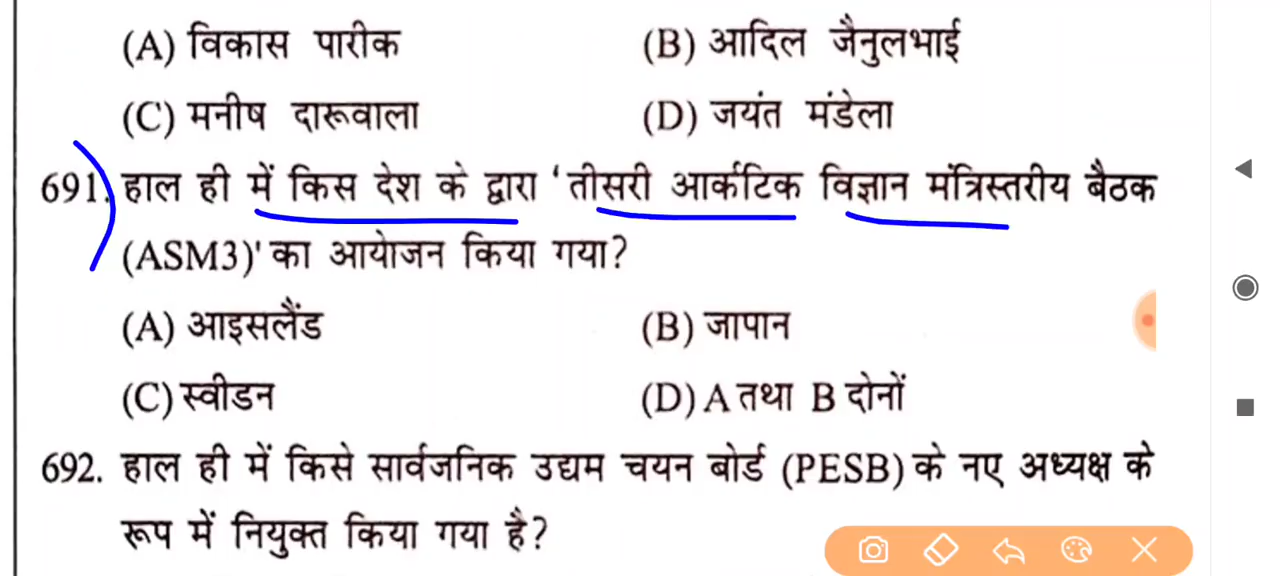 (A) विकास पारीक (B) आदिल जैनुलभाई
(C) मनीष दारूवाला (D) जयंत मंडेला
691. हाल ही में किस देश के द्वारा ‘तीसरी आर्कटिक विज्ञान मंत्रिस्तरीय बैठक
(ASM3)' का आयोजन किया गया?
(A) आइसलैंड (B) जापान
(C) स्वीडन (D) A तथा B दोनों
692. हाल ही में किसे सार्वजनिक उद्यम चयन बोर्ड (PESB) के नए अध्यक्ष के
रूप में नियुक्त किया गया है?